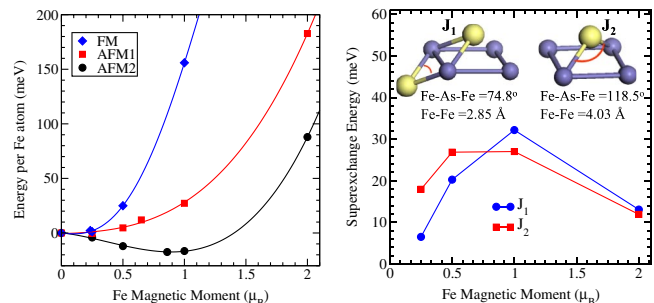 200
150
100
50
0
-50
0
0.5
1
1.5
2
Energy per Fe atom (meV)
Fe Magnetic Moment (μB)
FM
AFM1
AFM2
60
50
40
30
20
10
0
0
0.5
1
1.5
2
Superexchange Energy (meV)
Fe Magnetic Moment (μB)
J1
J2
Fe-As-Fe =74.8o
Fe-As-Fe =118.5o
Fe-Fe =2.85 Å
Fe-Fe =4.03 Å
J1
J2